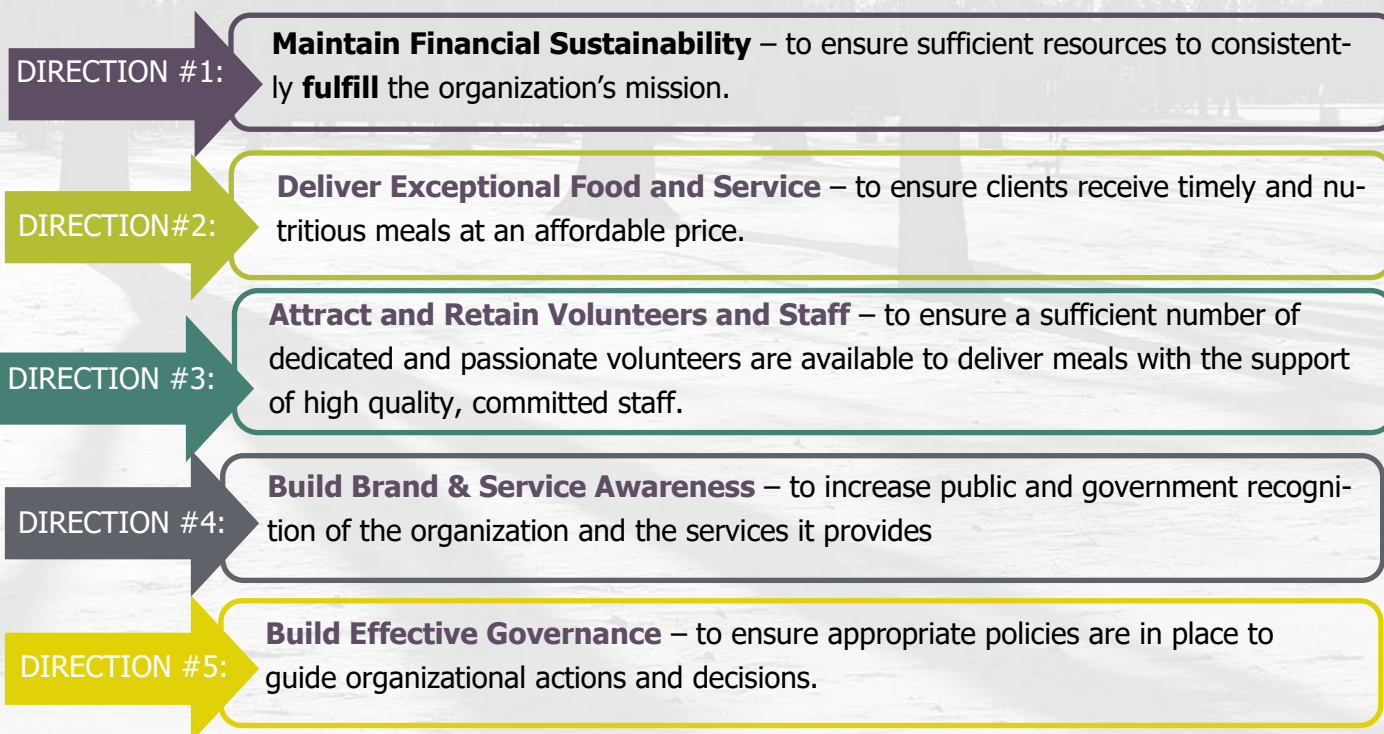 DIRECTION #1:
Maintain Financial Sustainability – to ensure sufficient resources to consistent-
ly fulfill the organization’s mission.
DIRECTION#2:
Deliver Exceptional Food and Service – to ensure clients receive timely and nu-
tritious meals at an affordable price.
DIRECTION #3:
Attract and Retain Volunteers and Staff – to ensure a sufficient number of
dedicated and passionate volunteers are available to deliver meals with the support
of high quality, committed staff.
DIRECTION #4:
Build Brand & Service Awareness – to increase public and government recogni-
tion of the organization and the services it provides
DIRECTION #5:
Build Effective Governance – to ensure appropriate policies are in place to
guide organizational actions and decisions.